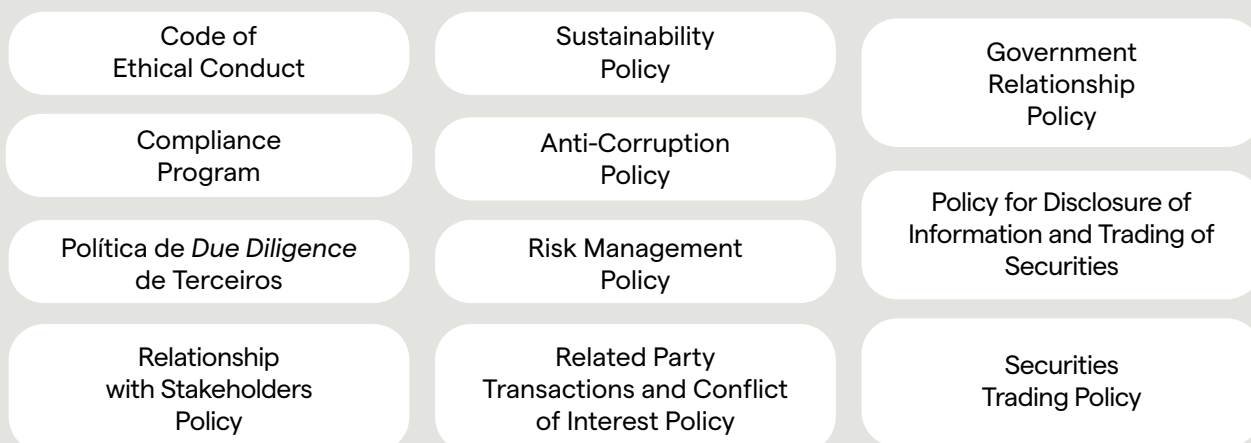 Code of
Ethical Conduct
Compliance
Program
Política de Due Diligence
de Terceiros
Relationship
with Stakeholders
Policy
Sustainability
Policy
Anti-Corruption
Policy
Risk Management
Policy
Related Party
Transactions and Conflict
of Interest Policy
Government
Relationship
Policy
Policy for Disclosure of
Information and Trading of
Securities
Securities
Trading Policy